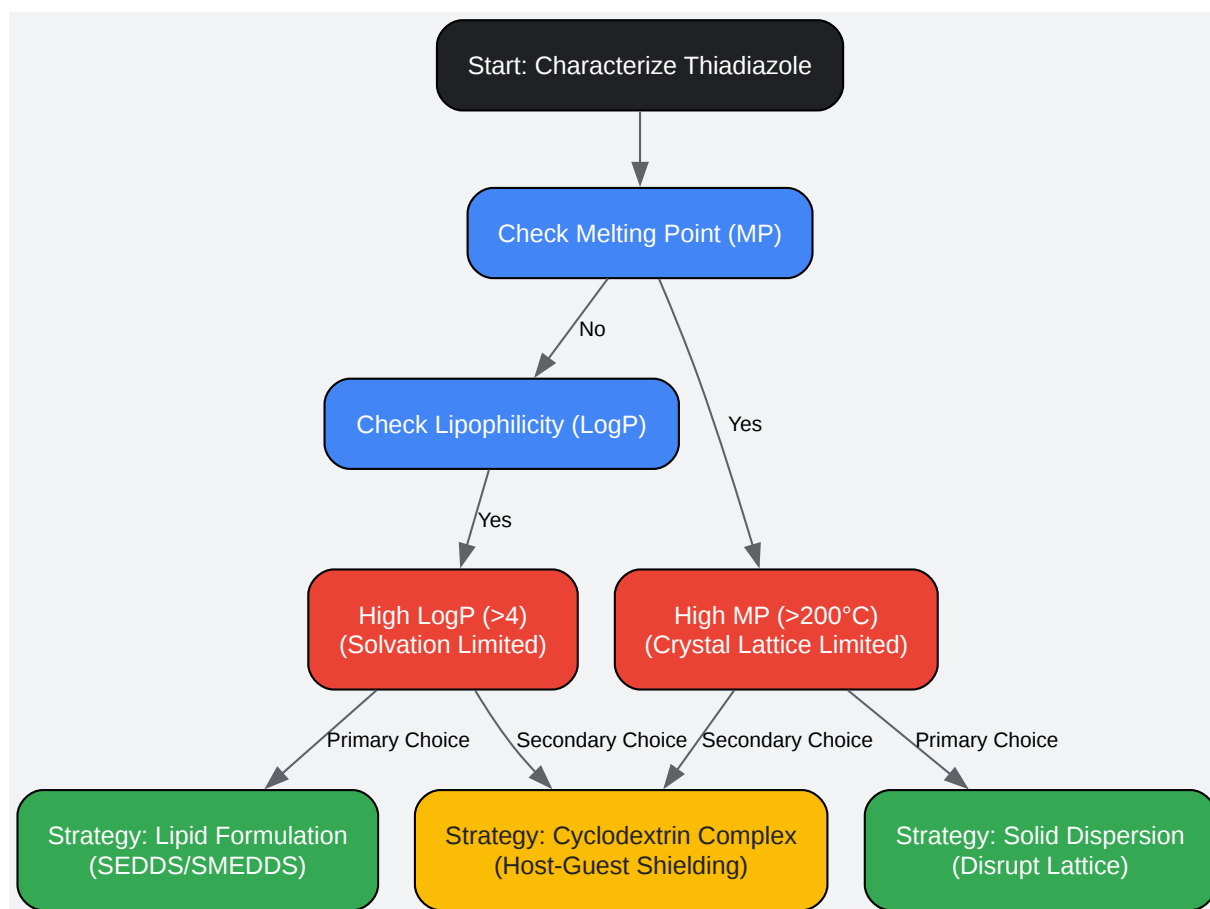 Start: Characterize Thiadiazole
Check Melting Point (MP)
No
Check Lipophilicity (LogP)
Yes
Yes
High LogP (>4)
(Solvation Limited)
High MP (>200°C)
(Crystal Lattice Limited)
Primary Choice
Secondary Choice
Secondary Choice
Primary Choice
Strategy: Lipid Formulation
(SEDDS/SMEDDS)
Strategy: Cyclodextrin Complex
(Host-Guest Shielding)
Strategy: Solid Dispersion
(Disrupt Lattice)